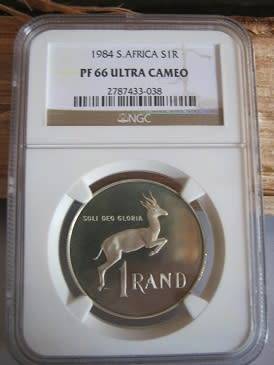 1984 S.AFRICA S1R
PF 66 ULTRA CAMEO
2787433-038
NGC
SOLI DEO GLORIA
1 RAND